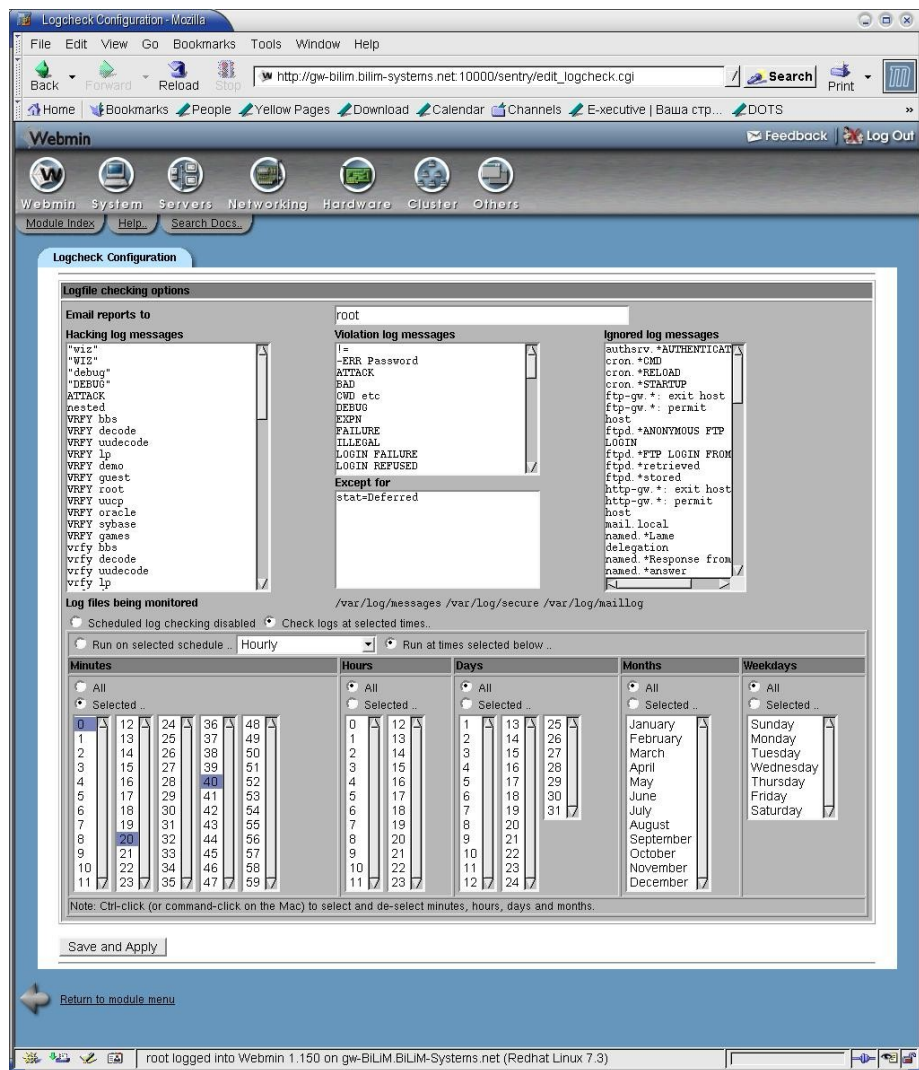 Logcheck Configuration - Mozilla
File Edit View Go Bookmarks Tools Window Help
Back Forward Reload Stop http://gw-bilim.bilim-systems.net:10000/sentry/edit_logcheck.cgi Search Print
Home Bookmarks People Yellow Pages Download Calendar Channels E-xecutive | Ваша стр... DOTS »
Webmin Feedback Log Out
Webmin System Servers Networking Hardware Cluster Others
Module Index Help.. Search Docs..
Logcheck Configuration
Logfile checking options
Email reports to root
Hacking log messages
"wiz"
"WIZ"
"debug"
"DEBUG"
ATTACK
nested
VRFY bbs
VRFY decode
VRFY uudecode
VRFY lp
VRFY demo
VRFY guest
VRFY root
VRFY uucp
VRFY oracle
VRFY sybase
VRFY games
vrfy bbs
vrfy decode
vrfy uudecode
vrfy lp
Violation log messages
!=
-ERR Password
ATTACK
BAD
CWD etc
DEBUG
EXPN
FAILURE
ILLEGAL
LOGIN FAILURE
LOGIN REFUSED
Except for
stat=Deferred
Ignored log messages
authsrv.*AUTHENTICAT
cron.*CMD
cron.*RELOAD
cron.*STARTUP
ftp-gw.*: exit host
ftp-gw.*: permit
host
ftpd.*ANONYMOUS FTP
LOGIN
ftpd.*FTP LOGIN FROM
ftpd.*retrieved
ftpd.*stored
http-gw.*: exit host
http-gw.*: permit
host
mail.local
named.*Lame
delegation
named.*Response from
named.*answer
Log files being monitored /var/log/messages /var/log/secure /var/log/maillog
Scheduled log checking disabled Check logs at selected times..
Run on selected schedule .. Hourly Run at times selected below ..
Minutes Hours Days Months Weekdays
All All All All All
Selected .. Selected .. Selected .. Selected .. Selected ..
0 12 24 36 48 0 12 1 13 25 January Sunday
1 13 25 37 49 1 13 2 14 26 February Monday
2 14 26 38 50 2 14 3 15 27 March Tuesday
3 15 27 39 51 3 15 4 16 28 April Wednesday
4 16 28 40 52 4 16 5 17 29 May Thursday
5 17 29 41 53 5 17 6 18 30 June Friday
6 18 30 42 54 6 18 7 19 31 July Saturday
7 19 31 43 55 7 19 8 20 August
8 20 32 44 56 8 20 9 21 September
9 21 33 45 57 9 21 10 22 October
10 22 34 46 58 10 22 11 23 November
11 23 35 47 59 11 23 12 24 December
Note: Ctrl-click (or command-click on the Mac) to select and de-select minutes, hours, days and months.
Save and Apply
Return to module menu
root logged into Webmin 1.150 on gw-BiLiM.BiLiM-Systems.net (Redhat Linux 7.3)